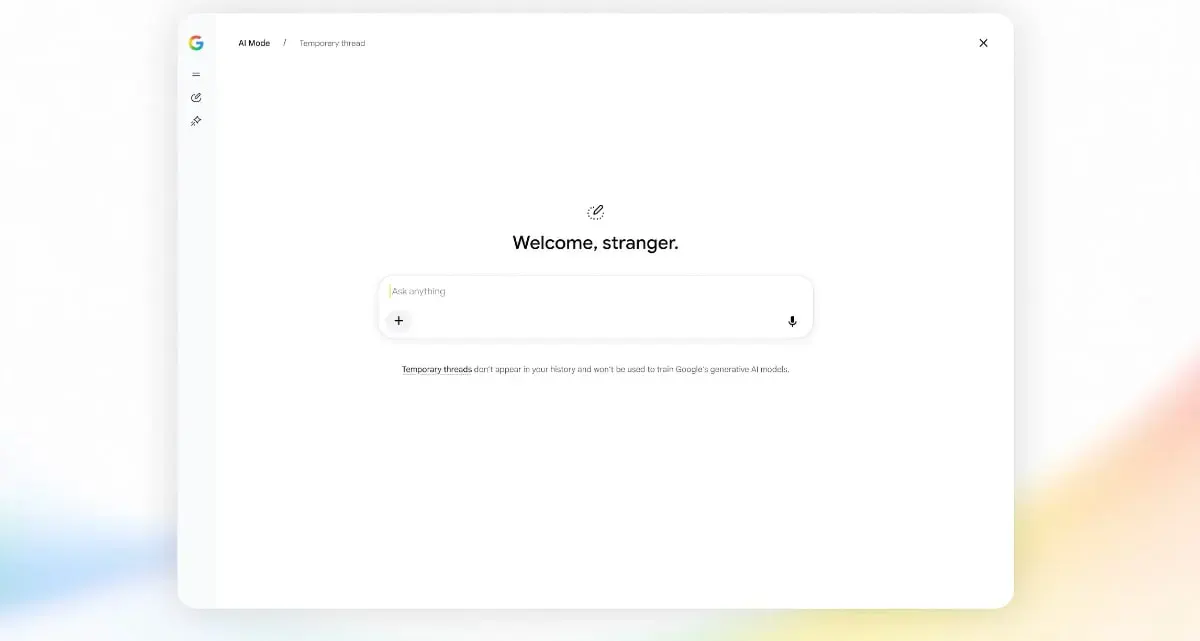 AI Mode / Temporary thread
Welcome, stranger.
Ask anything
Temporary threads don't appear in your history and won't be used to train Google's generative AI models.